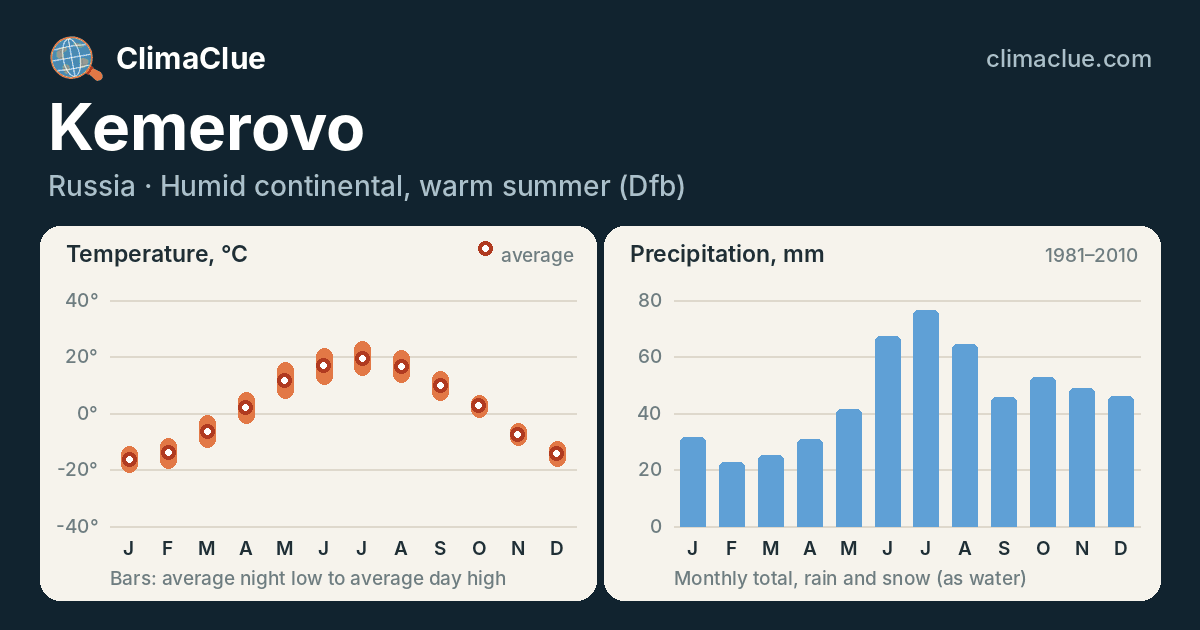 ClimaClue
climaclue.com
Kemerovo
Russia · Humid continental, warm summer (Dfb)
Temperature, °C
average
40°
20°
0°
-20°
-40°
J F M A M J J A S O N D
Bars: average night low to average day high
Precipitation, mm
1981–2010
80
60
40
20
0
J F M A M J J A S O N D
Monthly total, rain and snow (as water)